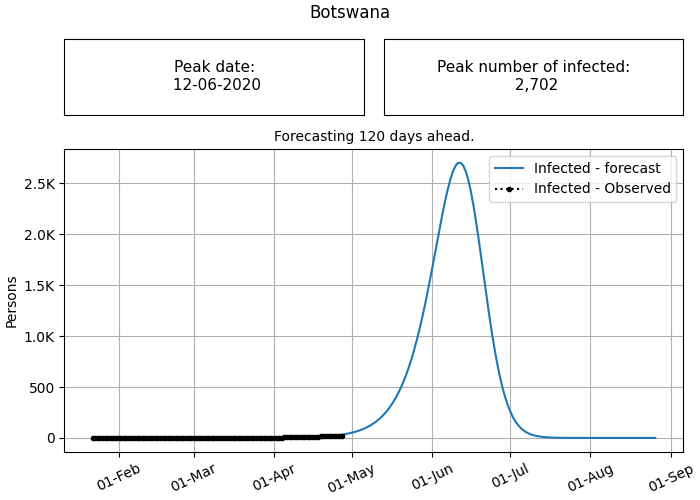 Botswana
Peak date:
12-06-2020
Peak number of infected:
2,702
Forecasting 120 days ahead.
Infected - forecast
Infected - Observed
Persons
2.5K
2.0K
1.5K
1.0K
500
0
01-Feb
01-Mar
01-Apr
01-May
01-Jun
01-Jul
01-Aug
01-Sep